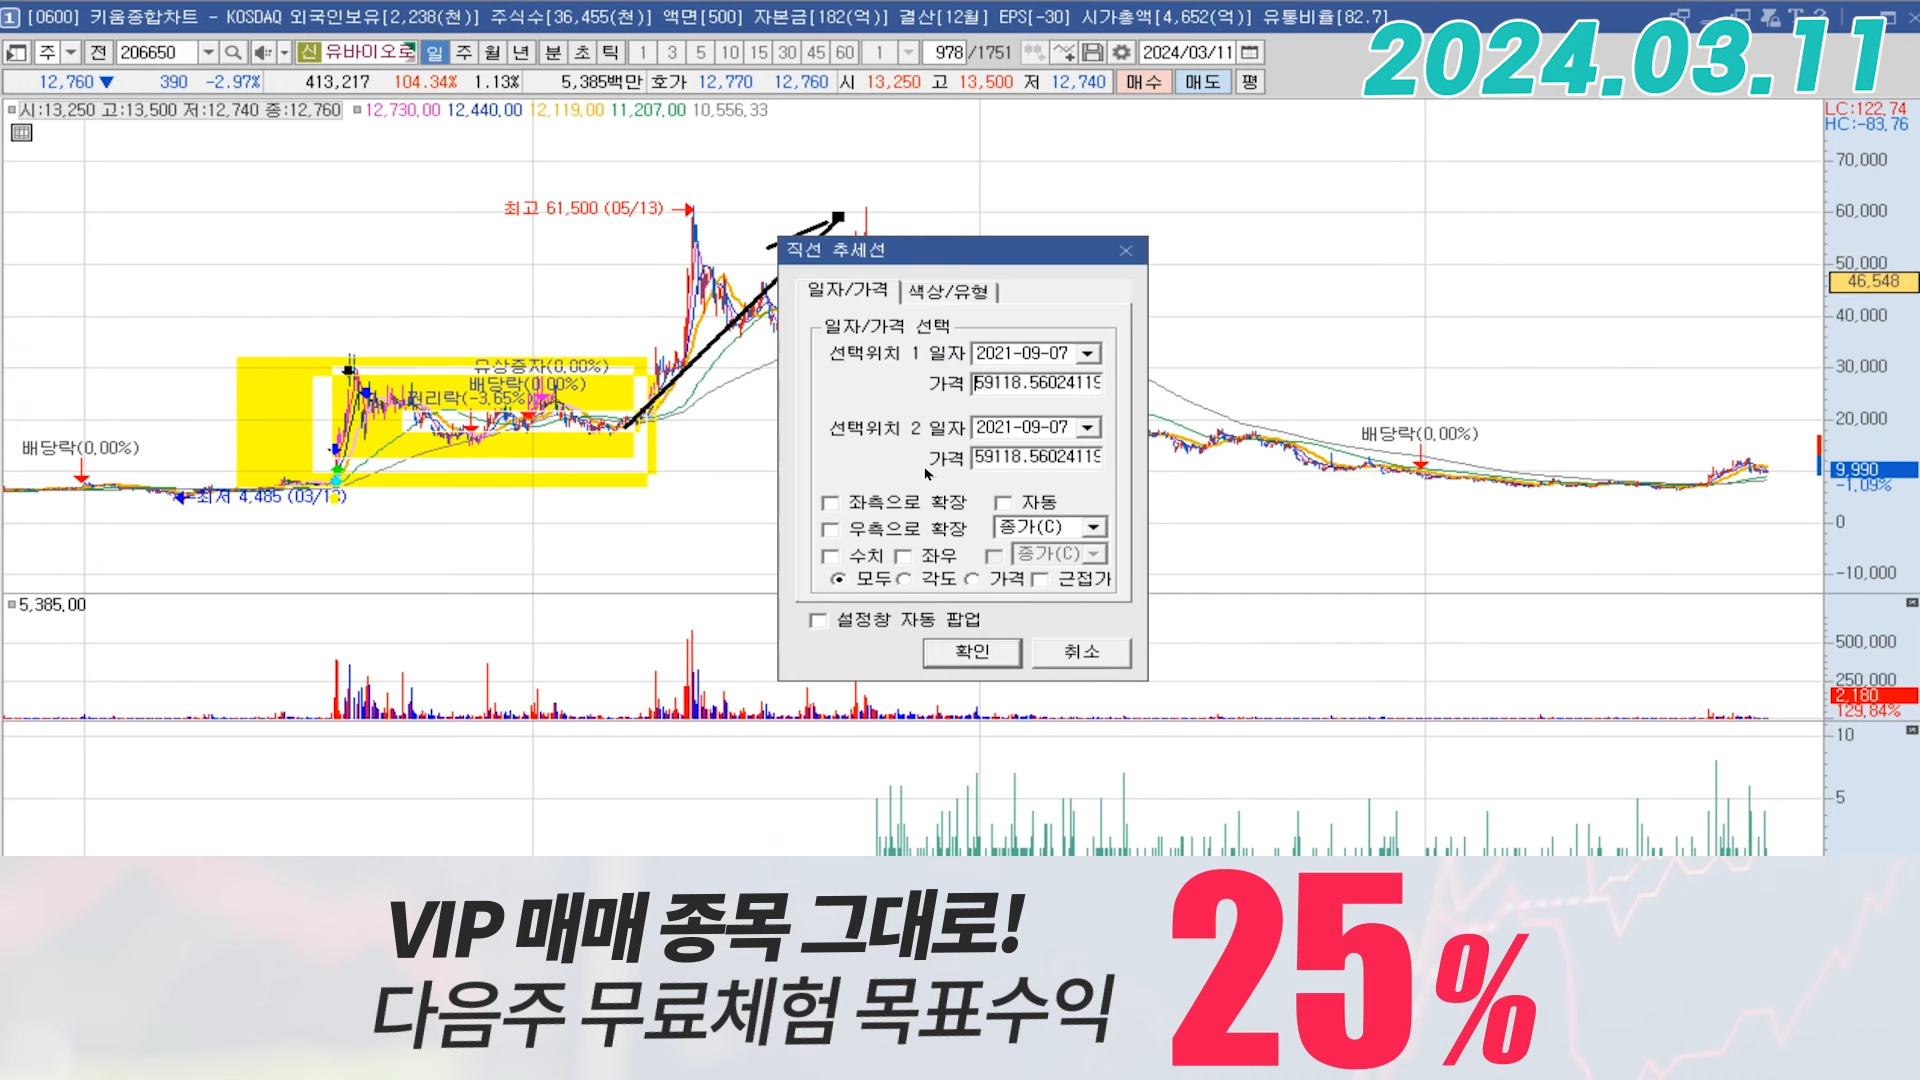 1 [0600] 키움종합차트 - KOSDAQ 외국인보유[2,238(천)] 주식수[36,455(천)] 액면[500] 자본금[182(억)] 결산[12월] EPS[-30] 시가총액[4,652(억)] 유통비율[82.7]
2024.03.11
주 전 206650 신 유바이오로 일 주 월 년 분 초 틱 1 3 5 10 15 30 45 60 1 978 /1751 2024/03/11
12,760 ▼ 390 -2.97% 413,217 104.34% 1.13% 5,385백만 호가 12,770 12,760 시 13,250 고 13,500 저 12,740 매수 매도 평
시:13,250 고:13,500 저:12,740 종:12,760 12,730.00 12,440.00 12,119.00 11,207.00 10,556.33
LC:122.74
HC:-83.76
70,000
최고 61,500 (05/13)
60,000
50,000
46,548
40,000
30,000
20,000
9,990
-1.09%
0
-10,000
유상증자(0.00%)
배당락(0.00%)
권리락(-3.65%)
배당락(0.00%)
최저 4,485 (03/1
배당락(0.00%)
직선 추세선
일자/가격 색상/유형
일자/가격 선택
선택위치 1 일자 2021-09-07
가격 59118.56024119
선택위치 2 일자 2021-09-07
가격 59118.56024119
좌측으로 확장 자동
우측으로 확장 종가(C)
수치 좌우 종가(C)
모두 각도 가격 근접가
설정창 자동 팝업
확인 취소
5,385.00
500,000
250,000
2,180
129.84%
10
5
VIP 매매 종목 그대로!
다음주 무료체험 목표수익
25%